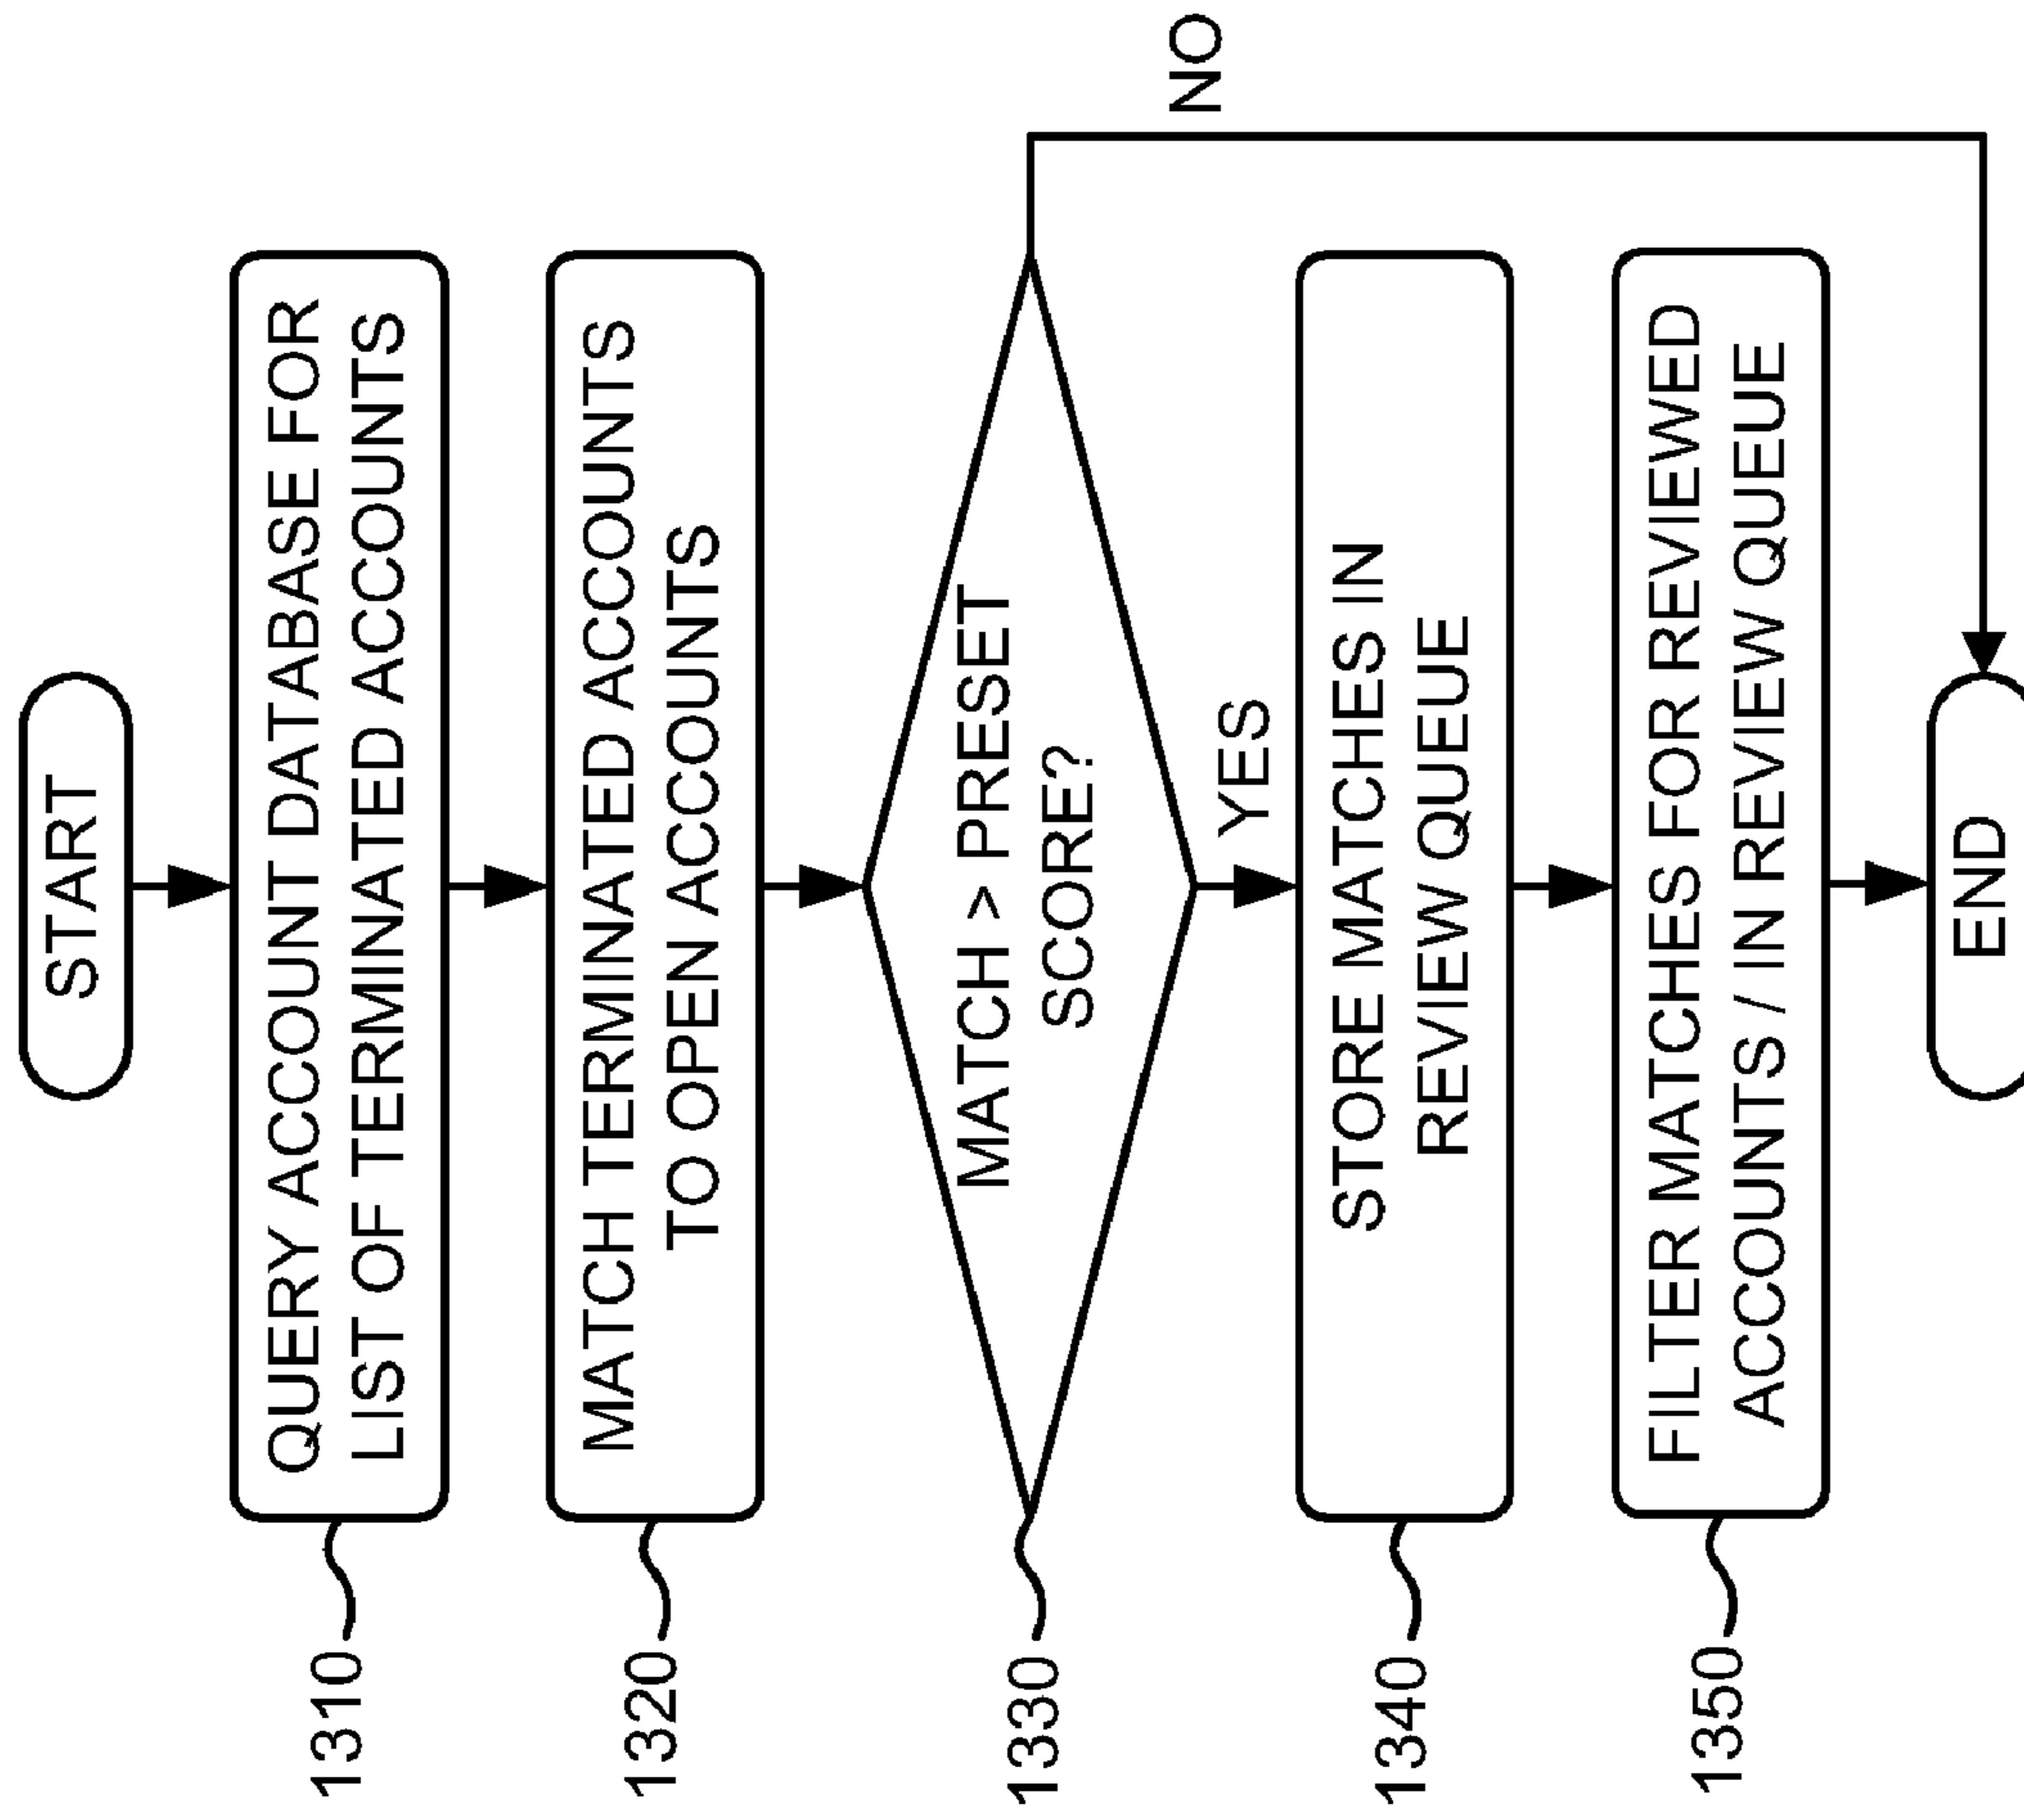 START
1310
QUERY ACCOUNT DATABASE FOR
LIST OF TERMINATED ACCOUNTS
1320
MATCH TERMINATED ACCOUNTS
TO OPEN ACCOUNTS
1330
MATCH > PRESET
SCORE?
NO
YES
1340
STORE MATCHES IN
REVIEW QUEUE
1350
FILTER MATCHES FOR REVIEWED
ACCOUNTS / IN REVIEW QUEUE
END